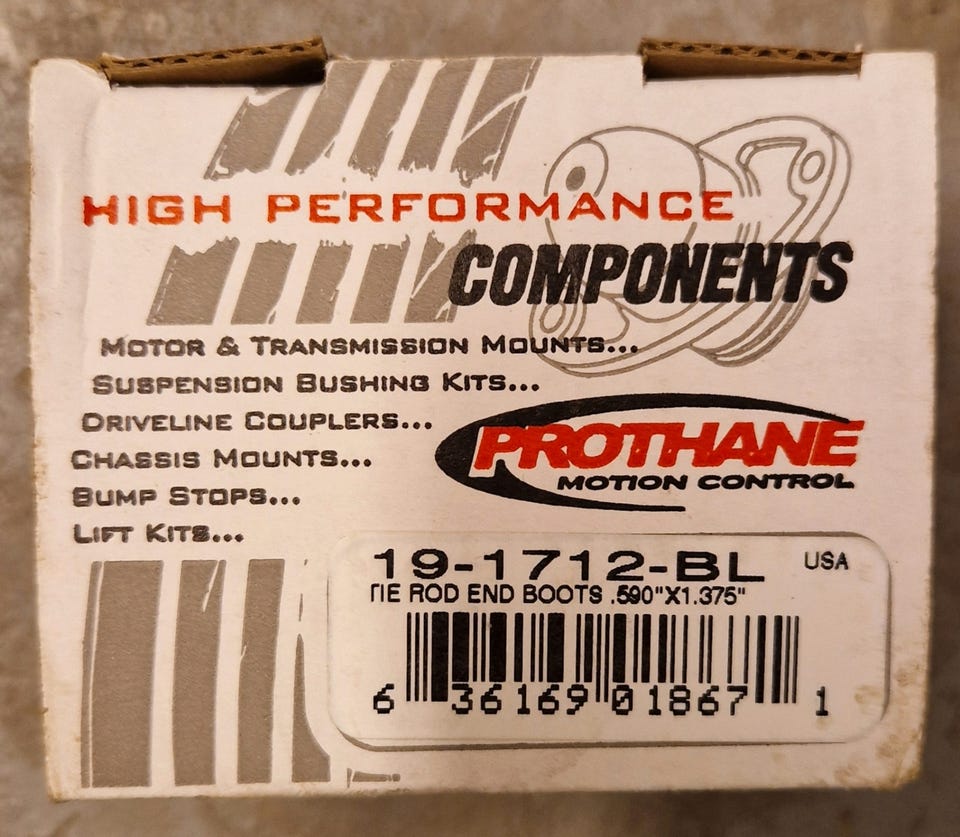 HIGH PERFORMANCE
COMPONENTS
MOTOR & TRANSMISSION MOUNTS...
SUSPENSION BUSHING KITS...
DRIVELINE COUPLERS...
CHASSIS MOUNTS...
BUMP STOPS...
LIFT KITS...
PROTHANE
MOTION CONTROL
19-1712-BL USA
TIE ROD END BOOTS .590"X1.375"
6 36169 01867 1